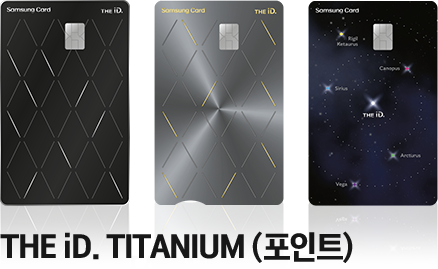 Samsung Card THE iD.
Samsung Card THE iD.
Samsung Card
Rigil
Ketaurus
Canopus
Sirius
THE iD.
Arcturus
Vega
THE iD. TITANIUM (포인트)